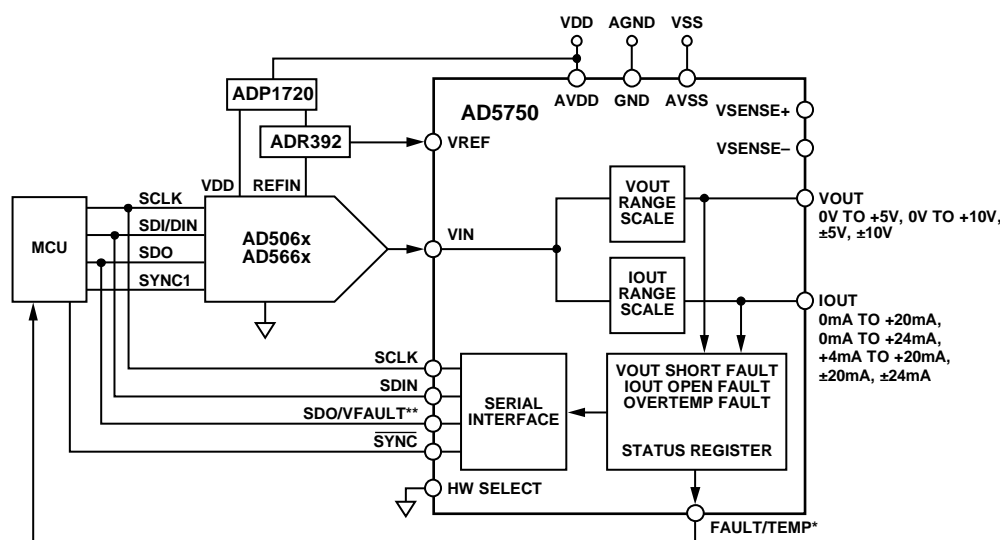 VDD AGND VSS
ADP1720
AVDD GND AVSS
AD5750
VSENSE+
ADR392
VREF
VSENSE–
VDD REFIN
SCLK
SDI/DIN
SDO
SYNC1
MCU
AD506x
AD566x
VIN
VOUT
RANGE
SCALE
VOUT
0V TO +5V, 0V TO +10V,
±5V, ±10V
IOUT
RANGE
SCALE
IOUT
0mA TO +20mA,
0mA TO +24mA,
+4mA TO +20mA,
±20mA, ±24mA
SCLK
SDIN
SDO/VFAULT**
SYNC
SERIAL
INTERFACE
VOUT SHORT FAULT
IOUT OPEN FAULT
OVERTEMP FAULT
STATUS REGISTER
HW SELECT
FAULT/TEMP*